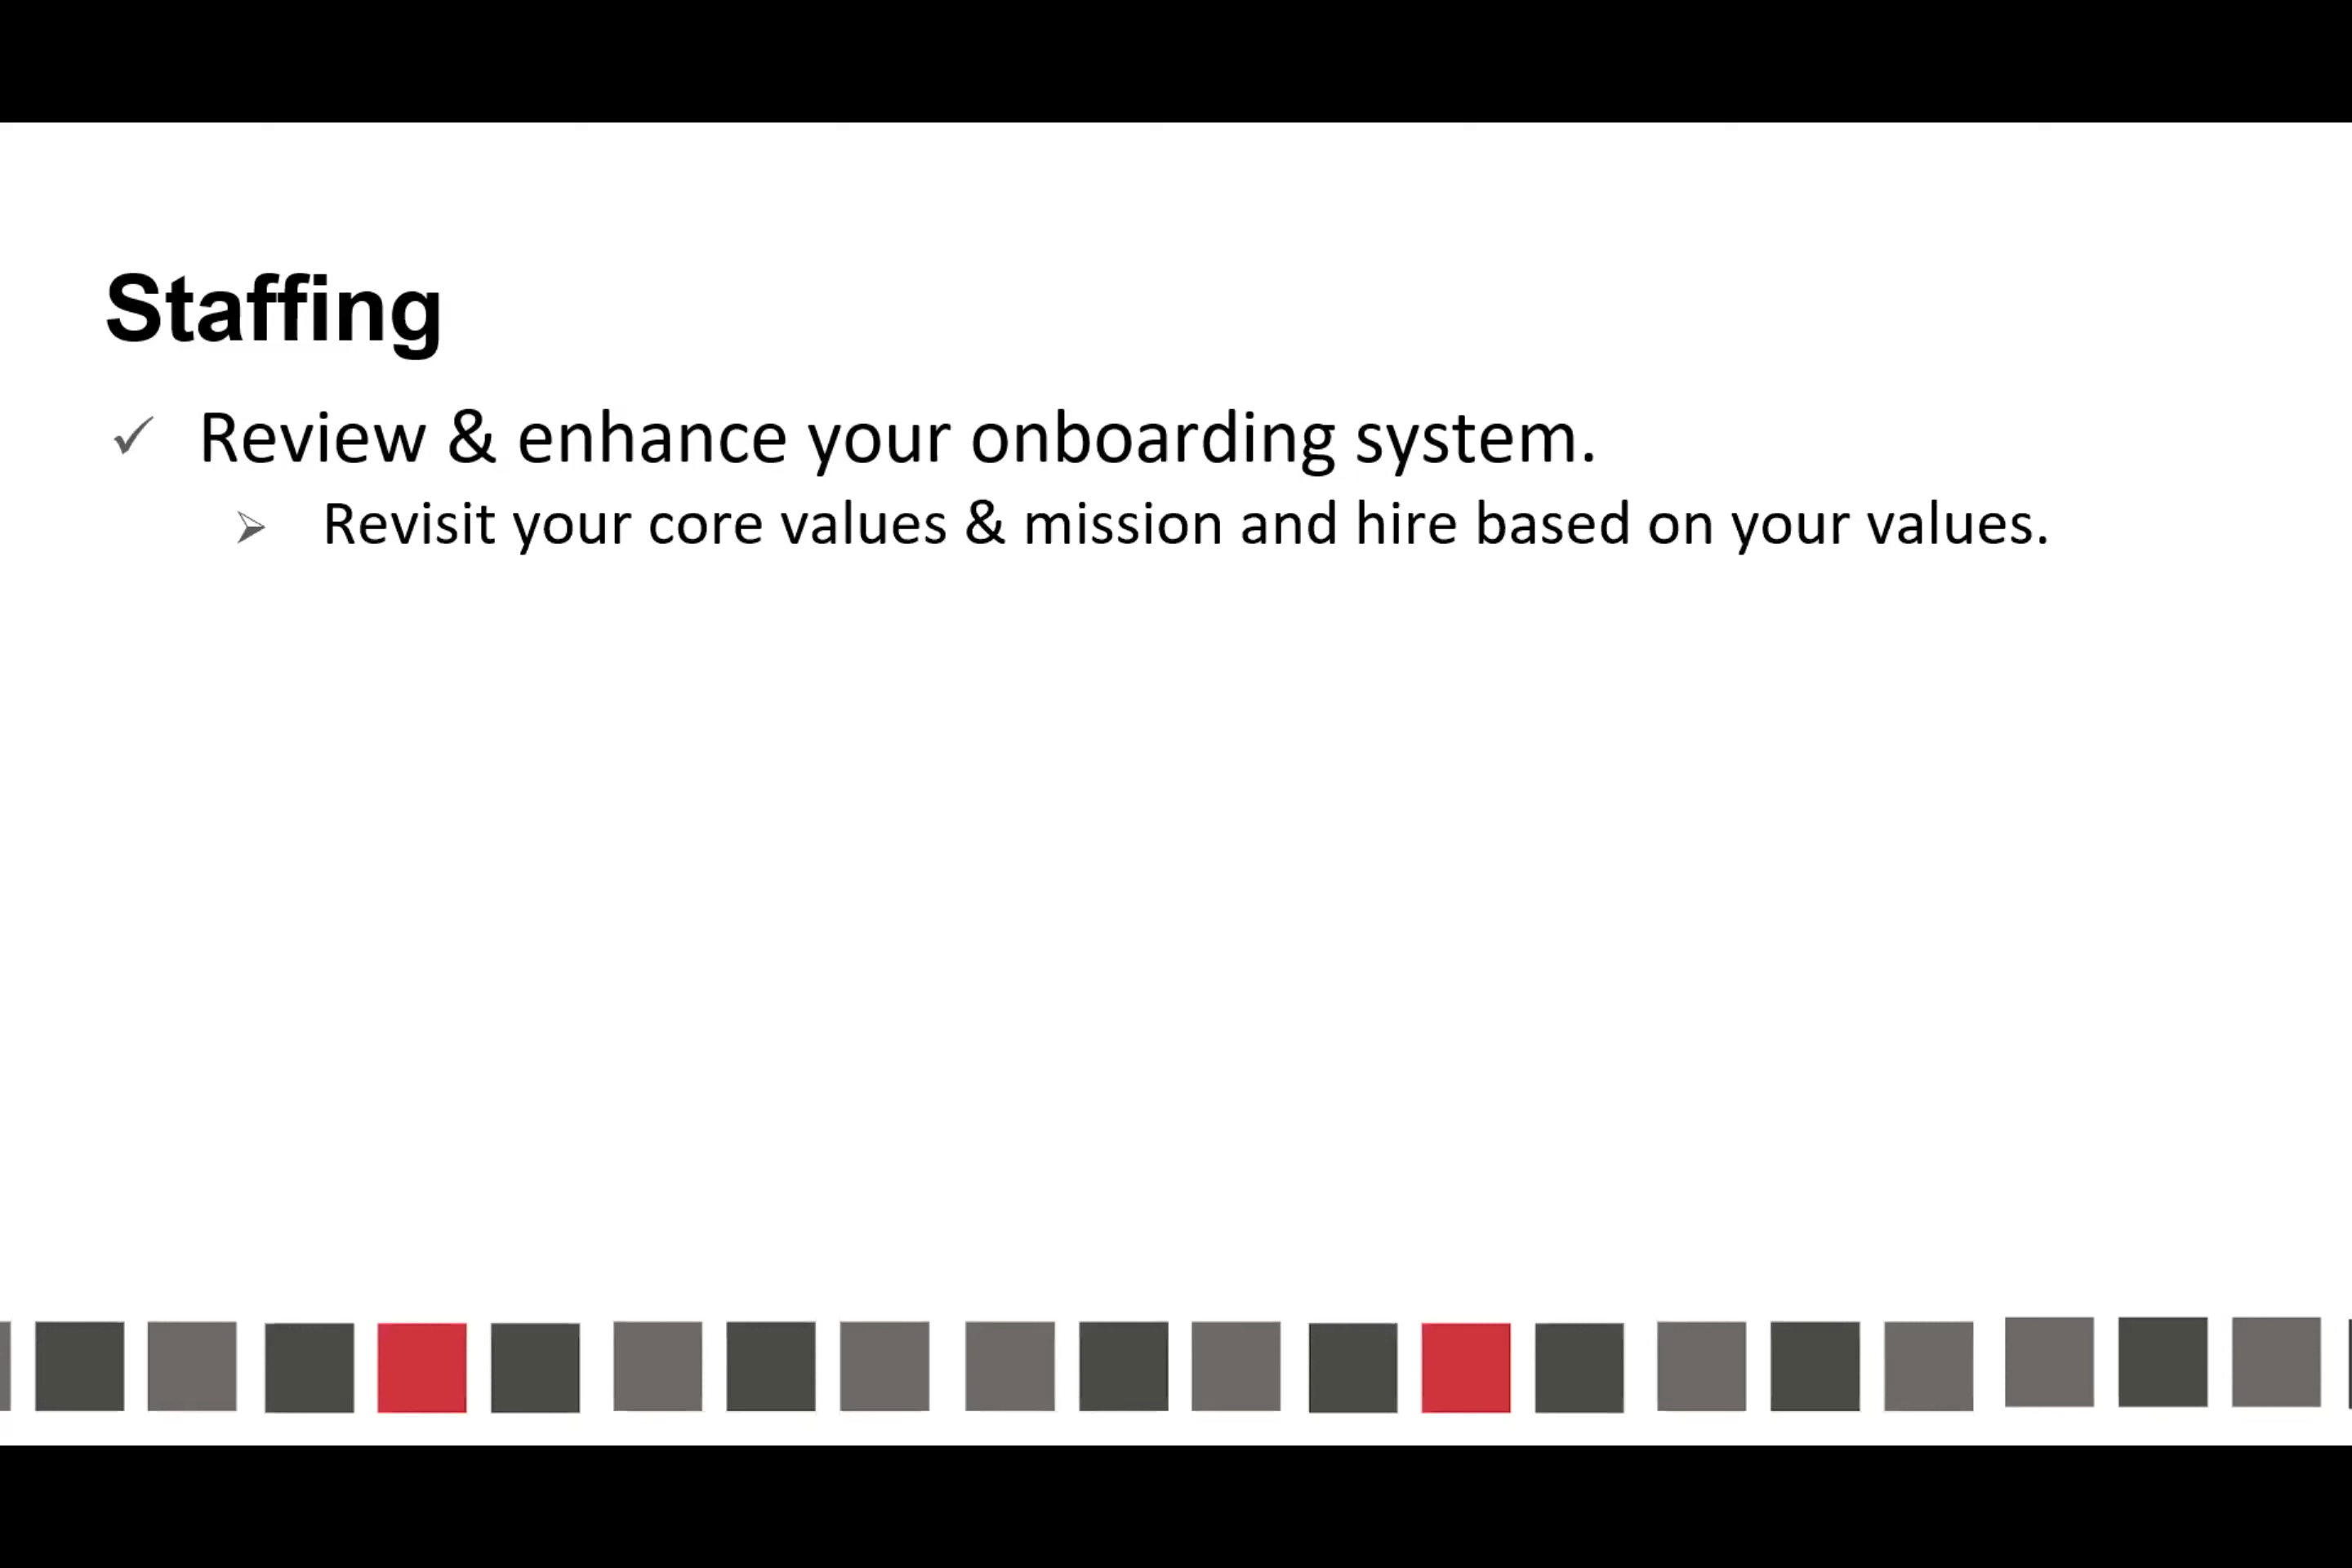 Staffing
Review & enhance your onboarding system.
Revisit your core values & mission and hire based on your values.